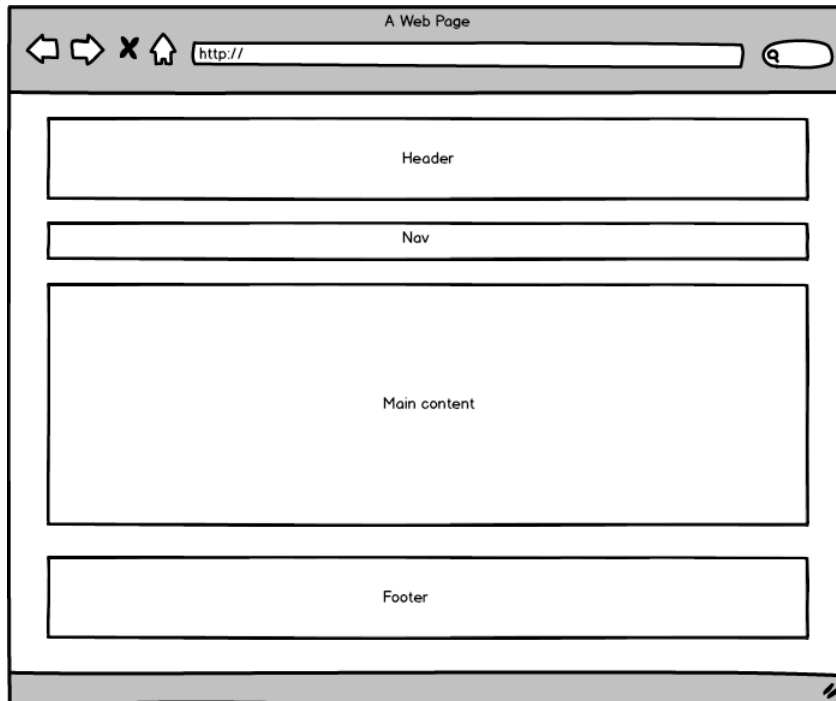 A Web Page
http://
Header
Nav
Main content
Footer